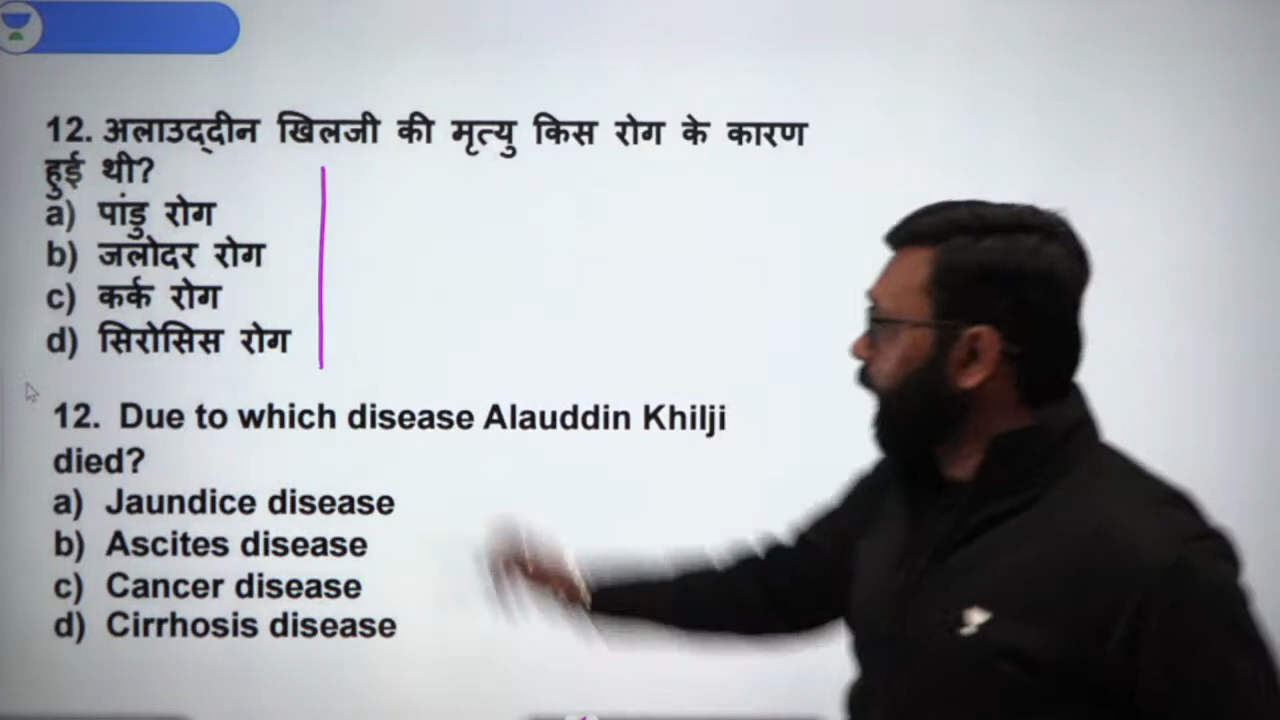 12. अलाउद्दीन खिलजी की मृत्यु किस रोग के कारण
हुई थी?
a) पांडु रोग
b) जलोदर रोग
c) कर्क रोग
d) सिरोसिस रोग
12. Due to which disease Alauddin Khilji
died?
a) Jaundice disease
b) Ascites disease
c) Cancer disease
d) Cirrhosis disease